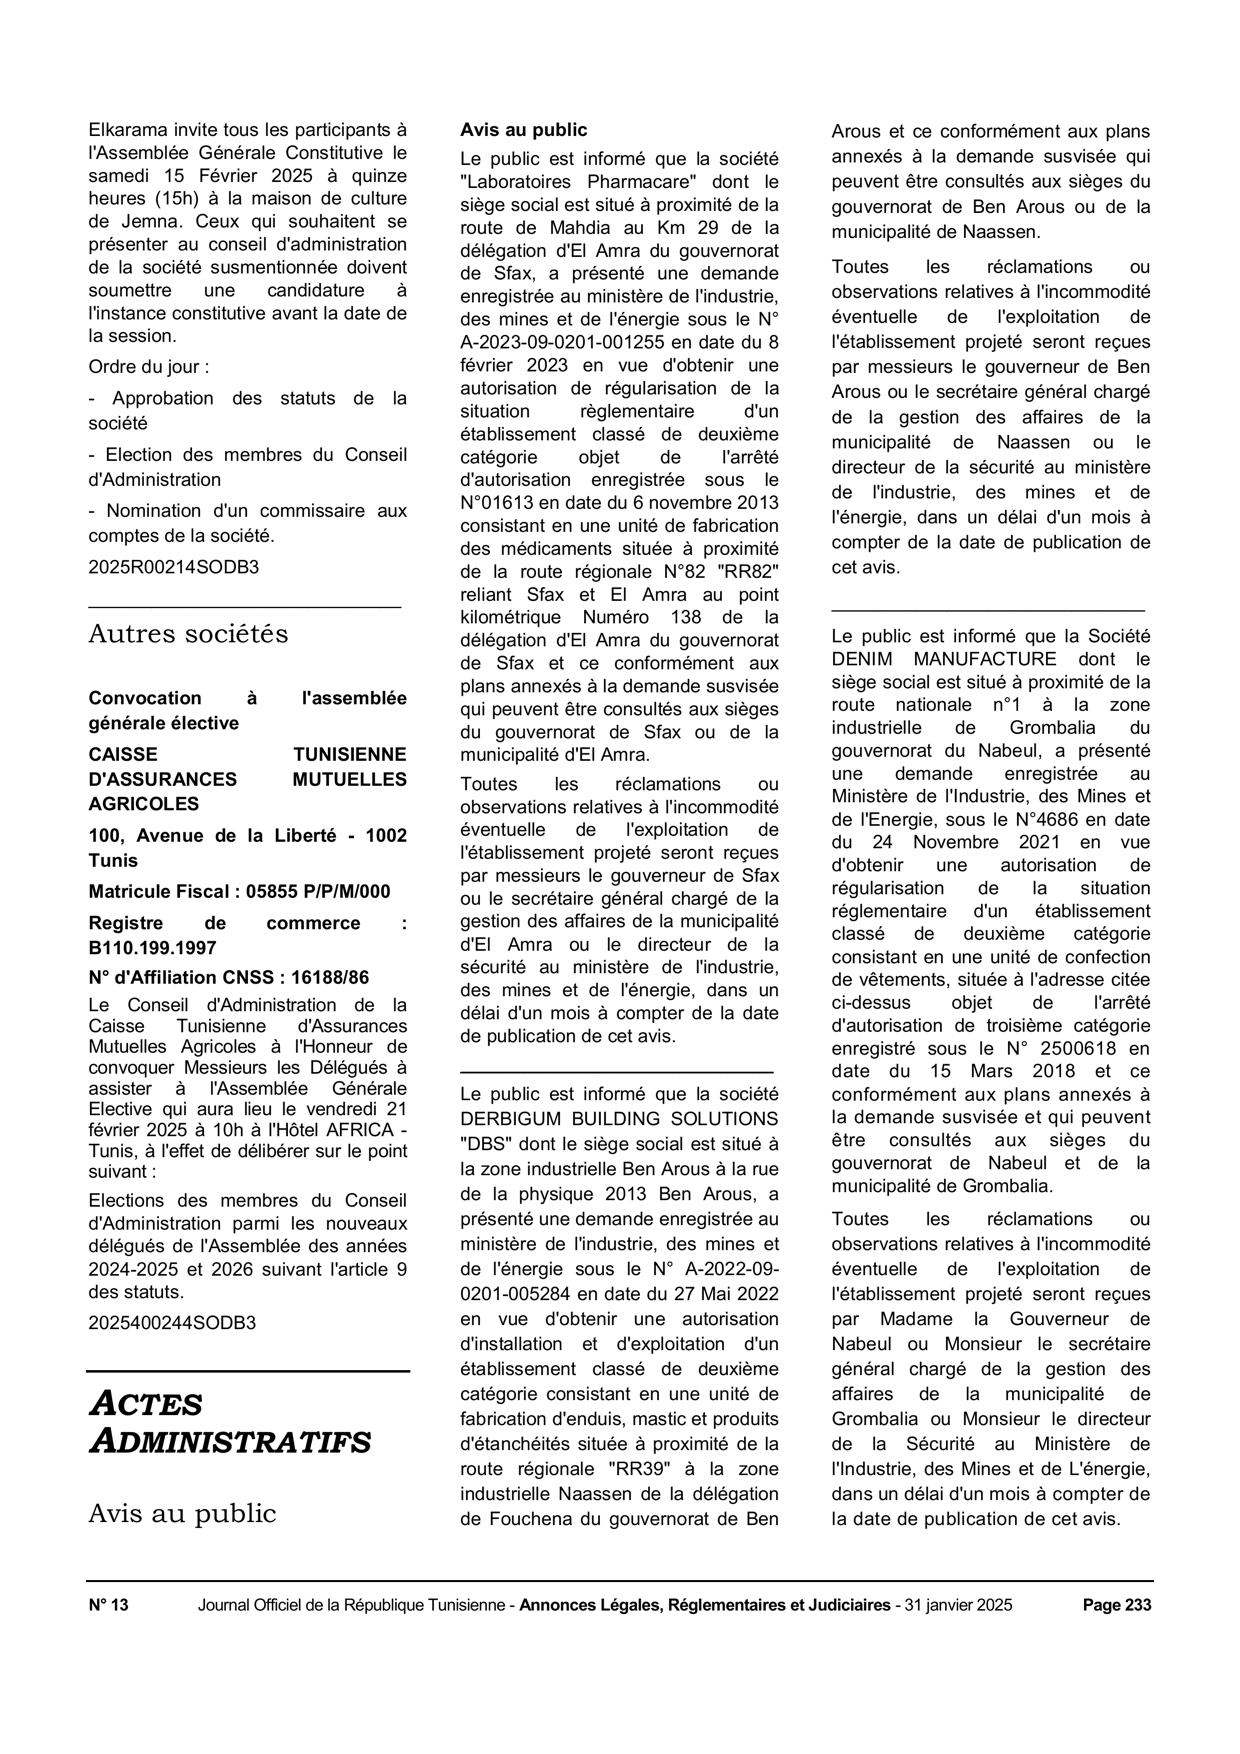 Elkarama invite tous les participants à
l'Assemblée Générale Constitutive le
samedi 15 Février 2025 à quinze
heures (15h) à la maison de culture
de Jemna. Ceux qui souhaitent se
présenter au conseil d'administration
de la société susmentionnée doivent
soumettre une candidature à
l'instance constitutive avant la date de
la session.
Ordre du jour :
- Approbation des statuts de la
société
- Election des membres du Conseil
d'Administration
- Nomination d'un commissaire aux
comptes de la société.
2025R00214SODB3
Autres sociétés
Convocation à l'assemblée
générale élective
CAISSE TUNISIENNE
D'ASSURANCES MUTUELLES
AGRICOLES
100, Avenue de la Liberté - 1002
Tunis
Matricule Fiscal : 05855 P/P/M/000
Registre de commerce :
B110.199.1997
N° d'Affiliation CNSS : 16188/86
Le Conseil d'Administration de la
Caisse Tunisienne d'Assurances
Mutuelles Agricoles à l'Honneur de
convoquer Messieurs les Délégués à
assister à l'Assemblée Générale
Elective qui aura lieu le vendredi 21
février 2025 à 10h à l'Hôtel AFRICA -
Tunis, à l'effet de délibérer sur le point
suivant :
Elections des membres du Conseil
d'Administration parmi les nouveaux
délégués de l'Assemblée des années
2024-2025 et 2026 suivant l'article 9
des statuts.
2025400244SODB3
ACTES
ADMINISTRATIFS
Avis au public
Avis au public
Le public est informé que la société
"Laboratoires Pharmacare" dont le
siège social est situé à proximité de la
route de Mahdia au Km 29 de la
délégation d'El Amra du gouvernorat
de Sfax, a présenté une demande
enregistrée au ministère de l'industrie,
des mines et de l'énergie sous le N°
A-2023-09-0201-001255 en date du 8
février 2023 en vue d'obtenir une
autorisation de régularisation de la
situation règlementaire d'un
établissement classé de deuxième
catégorie objet de l'arrêté
d'autorisation enregistrée sous le
N°01613 en date du 6 novembre 2013
consistant en une unité de fabrication
des médicaments située à proximité
de la route régionale N°82 "RR82"
reliant Sfax et El Amra au point
kilométrique Numéro 138 de la
délégation d'El Amra du gouvernorat
de Sfax et ce conformément aux
plans annexés à la demande susvisée
qui peuvent être consultés aux sièges
du gouvernorat de Sfax ou de la
municipalité d'El Amra.
Toutes les réclamations ou
observations relatives à l'incommodité
éventuelle de l'exploitation de
l'établissement projeté seront reçues
par messieurs le gouverneur de Sfax
ou le secrétaire général chargé de la
gestion des affaires de la municipalité
d'El Amra ou le directeur de la
sécurité au ministère de l'industrie,
des mines et de l'énergie, dans un
délai d'un mois à compter de la date
de publication de cet avis.
Le public est informé que la société
DERBIGUM BUILDING SOLUTIONS
"DBS" dont le siège social est situé à
la zone industrielle Ben Arous à la rue
de la physique 2013 Ben Arous, a
présenté une demande enregistrée au
ministère de l'industrie, des mines et
de l'énergie sous le N° A-2022-09-
0201-005284 en date du 27 Mai 2022
en vue d'obtenir une autorisation
d'installation et d'exploitation d'un
établissement classé de deuxième
catégorie consistant en une unité de
fabrication d'enduis, mastic et produits
d'étanchéités située à proximité de la
route régionale "RR39" à la zone
industrielle Naassen de la délégation
de Fouchena du gouvernorat de Ben
Arous et ce conformément aux plans
annexés à la demande susvisée qui
peuvent être consultés aux sièges du
gouvernorat de Ben Arous ou de la
municipalité de Naassen.
Toutes les réclamations ou
observations relatives à l'incommodité
éventuelle de l'exploitation de
l'établissement projeté seront reçues
par messieurs le gouverneur de Ben
Arous ou le secrétaire général chargé
de la gestion des affaires de la
municipalité de Naassen ou le
directeur de la sécurité au ministère
de l'industrie, des mines et de
l'énergie, dans un délai d'un mois à
compter de la date de publication de
cet avis.
Le public est informé que la Société
DENIM MANUFACTURE dont le
siège social est situé à proximité de la
route nationale n°1 à la zone
industrielle de Grombalia du
gouvernorat du Nabeul, a présenté
une demande enregistrée au
Ministère de l'Industrie, des Mines et
de l'Energie, sous le N°4686 en date
du 24 Novembre 2021 en vue
d'obtenir une autorisation de
régularisation de la situation
réglementaire d'un établissement
classé de deuxième catégorie
consistant en une unité de confection
de vêtements, située à l'adresse citée
ci-dessus objet de l'arrêté
d'autorisation de troisième catégorie
enregistré sous le N° 2500618 en
date du 15 Mars 2018 et ce
conformément aux plans annexés à
la demande susvisée et qui peuvent
être consultés aux sièges du
gouvernorat de Nabeul et de la
municipalité de Grombalia.
Toutes les réclamations ou
observations relatives à l'incommodité
éventuelle de l'exploitation de
l'établissement projeté seront reçues
par Madame la Gouverneur de
Nabeul ou Monsieur le secrétaire
général chargé de la gestion des
affaires de la municipalité de
Grombalia ou Monsieur le directeur
de la Sécurité au Ministère de
l'Industrie, des Mines et de L'énergie,
dans un délai d'un mois à compter de
la date de publication de cet avis.
N° 13 Journal Officiel de la République Tunisienne - Annonces Légales, Réglementaires et Judiciaires - 31 janvier 2025 Page 233